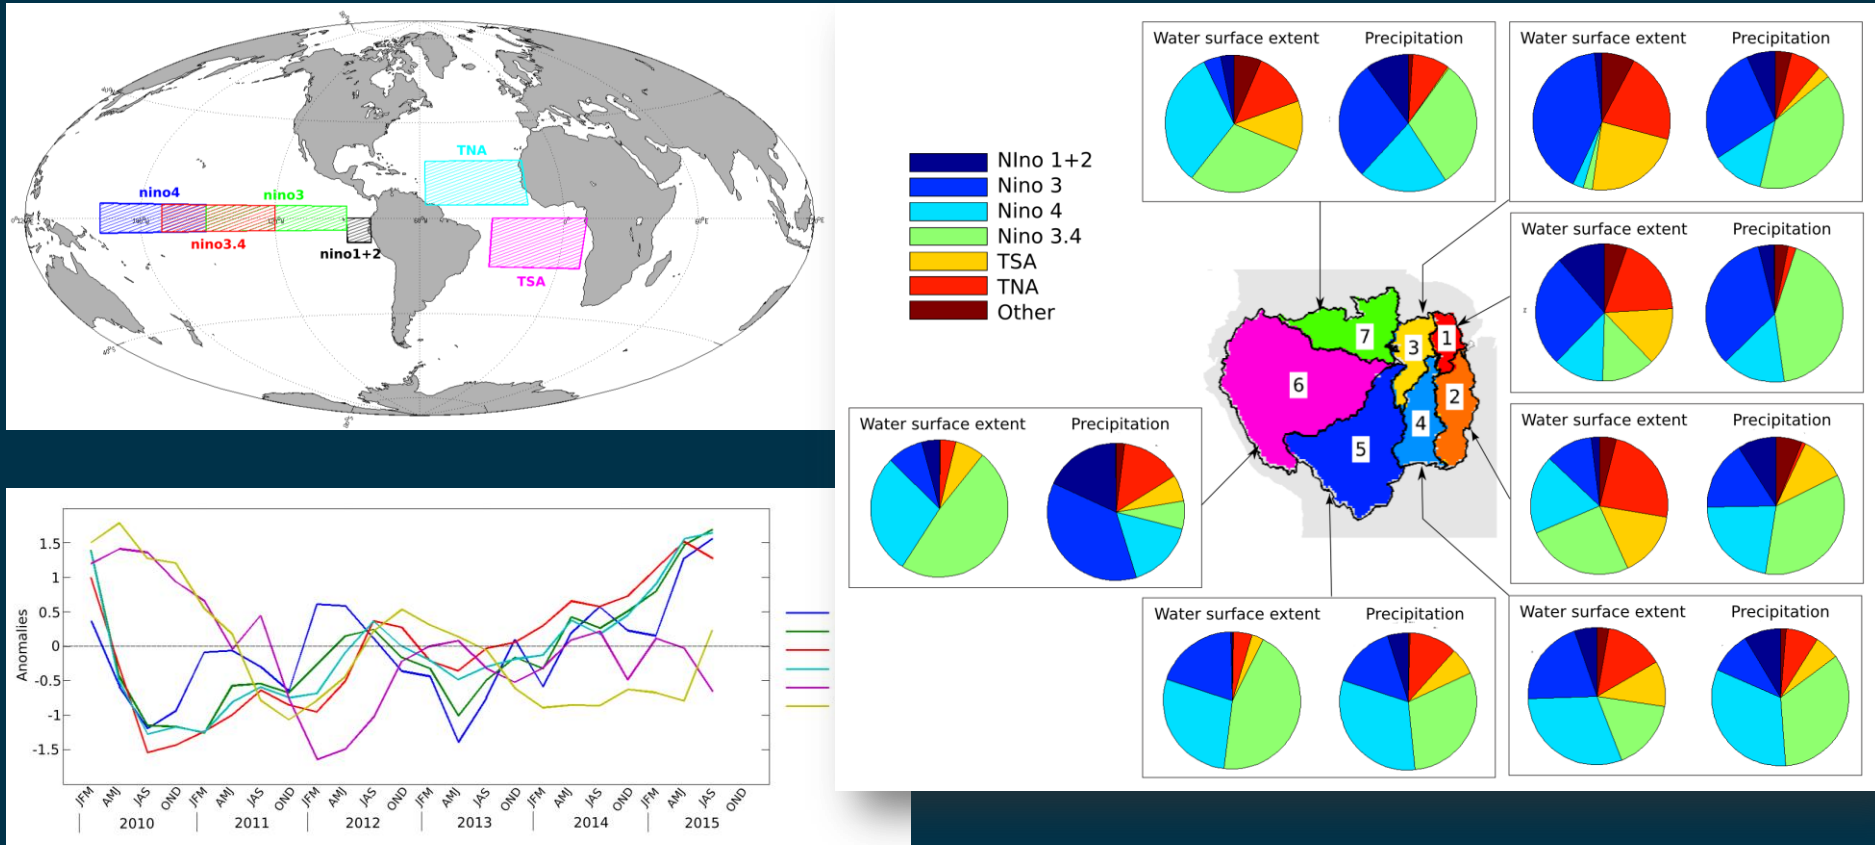 TNA
nino4
nino3
nino3.4
nino1+2
TSA
Anomalies
1.5
1
0.5
0
-0.5
-1
-1.5
JFM AMJ JAS OND JFM AMJ JAS OND JFM AMJ JAS OND JFM AMJ JAS OND JFM AMJ JAS OND JFM AMJ JAS OND
2010 2011 2012 2013 2014 2015
NIno 1+2
Nino 3
Nino 4
Nino 3.4
TSA
TNA
Other
Water surface extent Precipitation
Water surface extent Precipitation
Water surface extent Precipitation
Water surface extent Precipitation
Water surface extent Precipitation
Water surface extent Precipitation
Water surface extent Precipitation
7
3
1
6
2
4
5